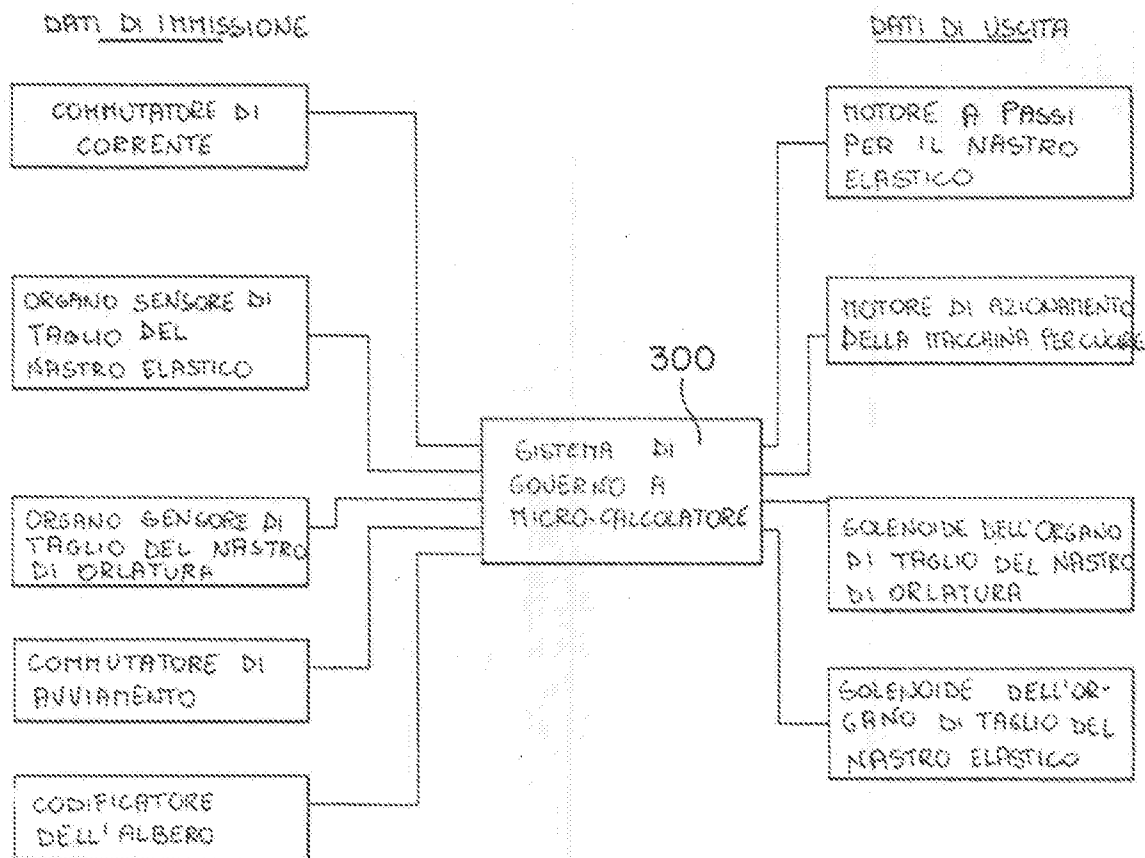 DATI DI IMMISSIONE
COMMUTATORE DI
CORRENTE
ORGANO SENSORE DI
TAGLIO DEL
NASTRO ELASTICO
ORGANO SENSORE DI
TAGLIO DEL NASTRO
DI ORLATURA
COMMUTATORE DI
AVVIAMENTO
CODIFICATORE
DELL'ALBERO
300
SISTEMA DI
GOVERNO A
MICRO-CALCOLATORE
DATI DI USCITA
MOTORE A PASSI
PER IL NASTRO
ELASTICO
MOTORE DI AZIONAMENTO
DELLA MACCHINA PER CUCIRE
SOLENOIDE DELL'ORGANO
DI TAGLIO DEL NASTRO
DI ORLATURA
SOLENOIDE DELL'OR-
GANO DI TAGLIO DEL
NASTRO ELASTICO